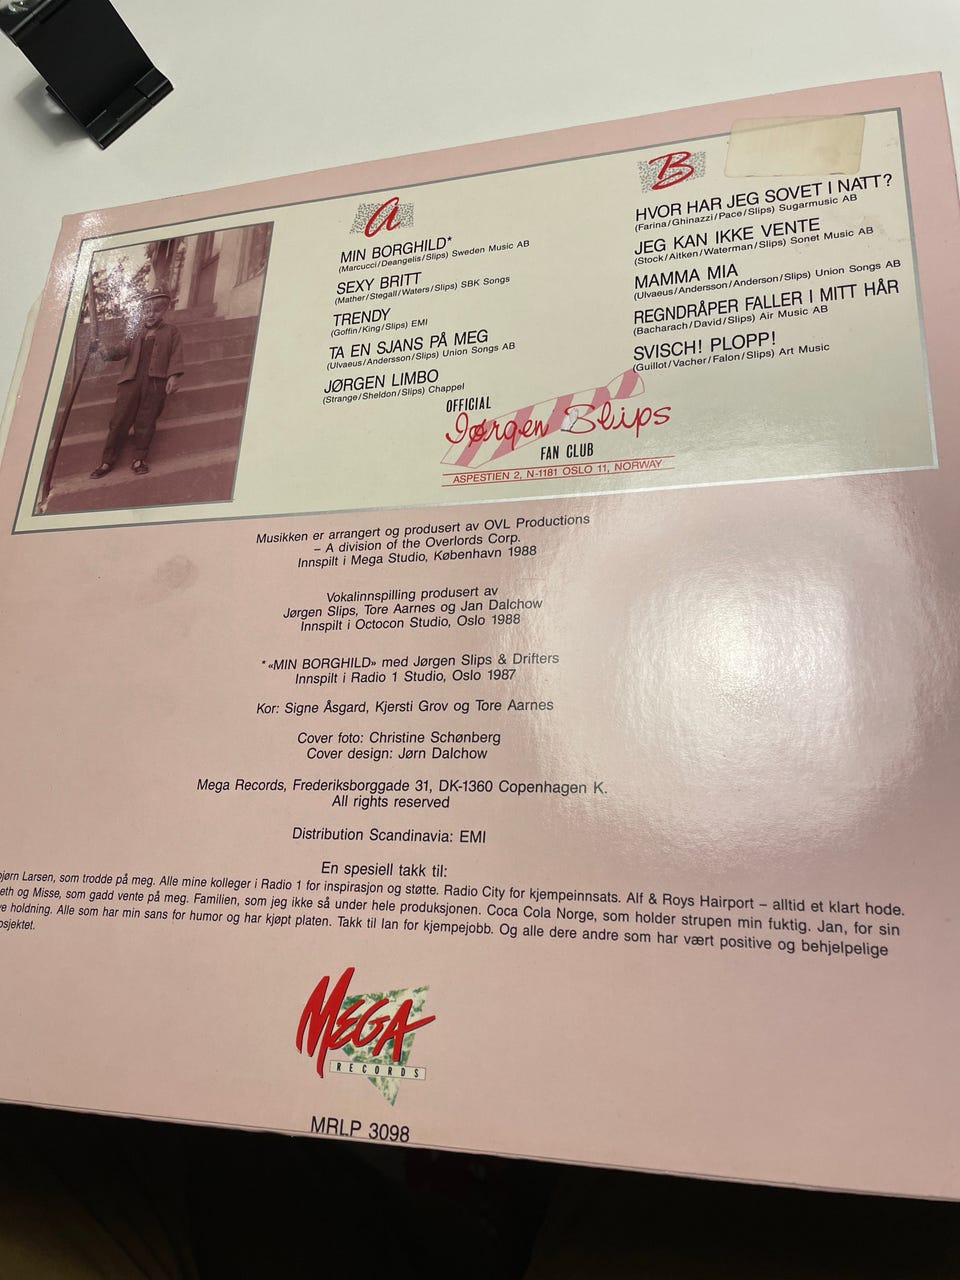 A
MIN BORGHILD*
(Marcucci/Deangelis/Slips) Sweden Music AB
SEXY BRITT
(Mather/Stegall/Waters/Slips) SBK Songs
TRENDY
(Goffin/King/Slips) EMI
TA EN SJANS PÅ MEG
(Ulvaeus/Andersson/Slips) Union Songs AB
JØRGEN LIMBO
(Strange/Sheldon/Slips) Chappel
B
HVOR HAR JEG SOVET I NATT?
(Farina/Ghinazzi/Pace/Slips) Sugarmusic AB
JEG KAN IKKE VENTE
(Stock/Aitken/Waterman/Slips) Sonet Music AB
MAMMA MIA
(Ulvaeus/Andersson/Anderson/Slips) Union Songs AB
REGNDRÅPER FALLER I MITT HÅR
(Bacharach/David/Slips) Air Music AB
SVISCH! PLOPP!
(Guillot/Vacher/Falon/Slips) Art Music
OFFICIAL
Jørgen Slips
FAN CLUB
ASPESTIEN 2, N-1181 OSLO 11, NORWAY
Musikken er arrangert og produsert av OVL Productions
– A division of the Overlords Corp.
Innspilt i Mega Studio, København 1988
Vokalinnspilling produsert av
Jørgen Slips, Tore Aarnes og Jan Dalchow
Innspilt i Octocon Studio, Oslo 1988
*«MIN BORGHILD» med Jørgen Slips & Drifters
Innspilt i Radio 1 Studio, Oslo 1987
Kor: Signe Åsgard, Kjersti Grov og Tore Aarnes
Cover foto: Christine Schønberg
Cover design: Jørn Dalchow
Mega Records, Frederiksborggade 31, DK-1360 Copenhagen K.
All rights reserved
Distribution Scandinavia: EMI
En spesiell takk til:
Larsen, som trodde på meg. Alle mine kolleger i Radio 1 for inspirasjon og støtte. Radio City for kjempeinnsats. Alf & Roys Hairport – alltid et klart hode.
og Misse, som gadd vente på meg. Familien, som jeg ikke så under hele produksjonen. Coca Cola Norge, som holder strupen min fuktig. Jan, for sin
holdning. Alle som har min sans for humor og har kjøpt platen. Takk til Ian for kjempejobb. Og alle dere andre som har vært positive og behjelpelige
MEGA
RECORDS
MRLP 3098